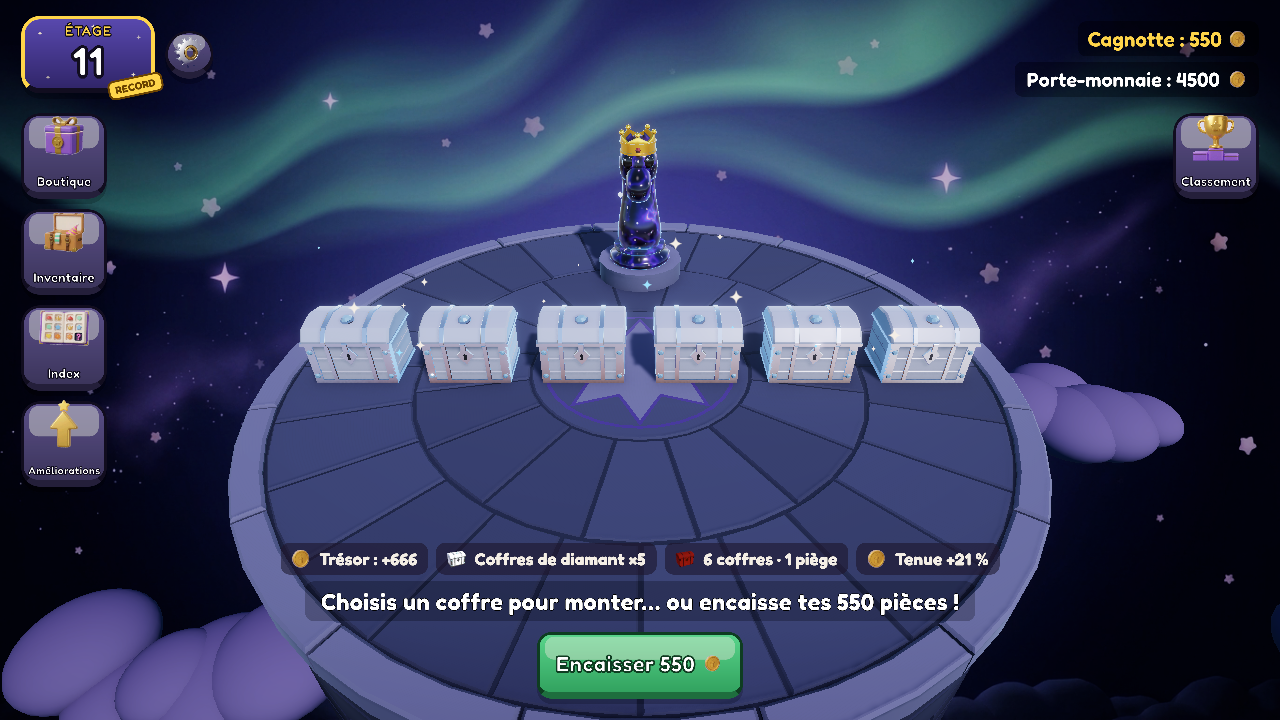 ÉTAGE
11
RECORD
Cagnotte : 550
Porte-monnaie : 4500
Boutique
Classement
Inventaire
Index
Améliorations
Trésor : +666
Coffres de diamant x5
6 coffres · 1 piège
Tenue +21 %
Choisis un coffre pour monter... ou encaisse tes 550 pièces !
Encaisser 550